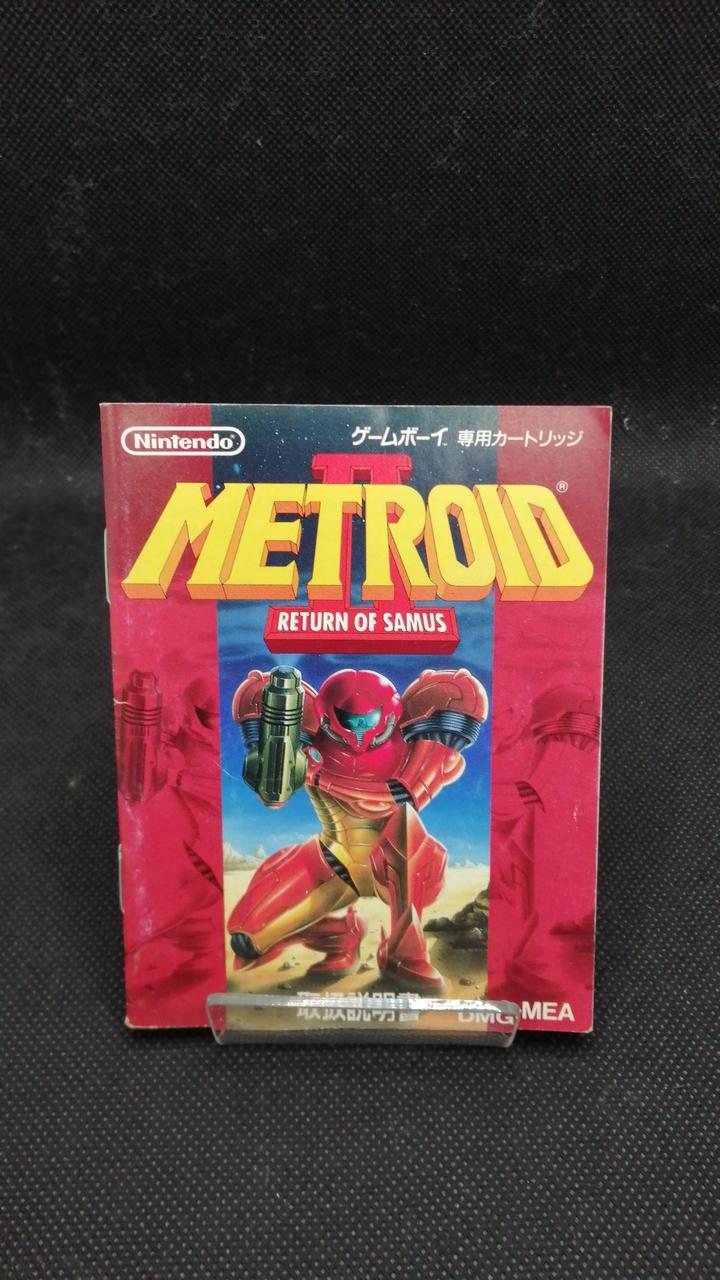 Nintendo®
ゲームボーイ 専用カートリッジ
METROID®
II
RETURN OF SAMUS
取扱説明書 DMG-MEA